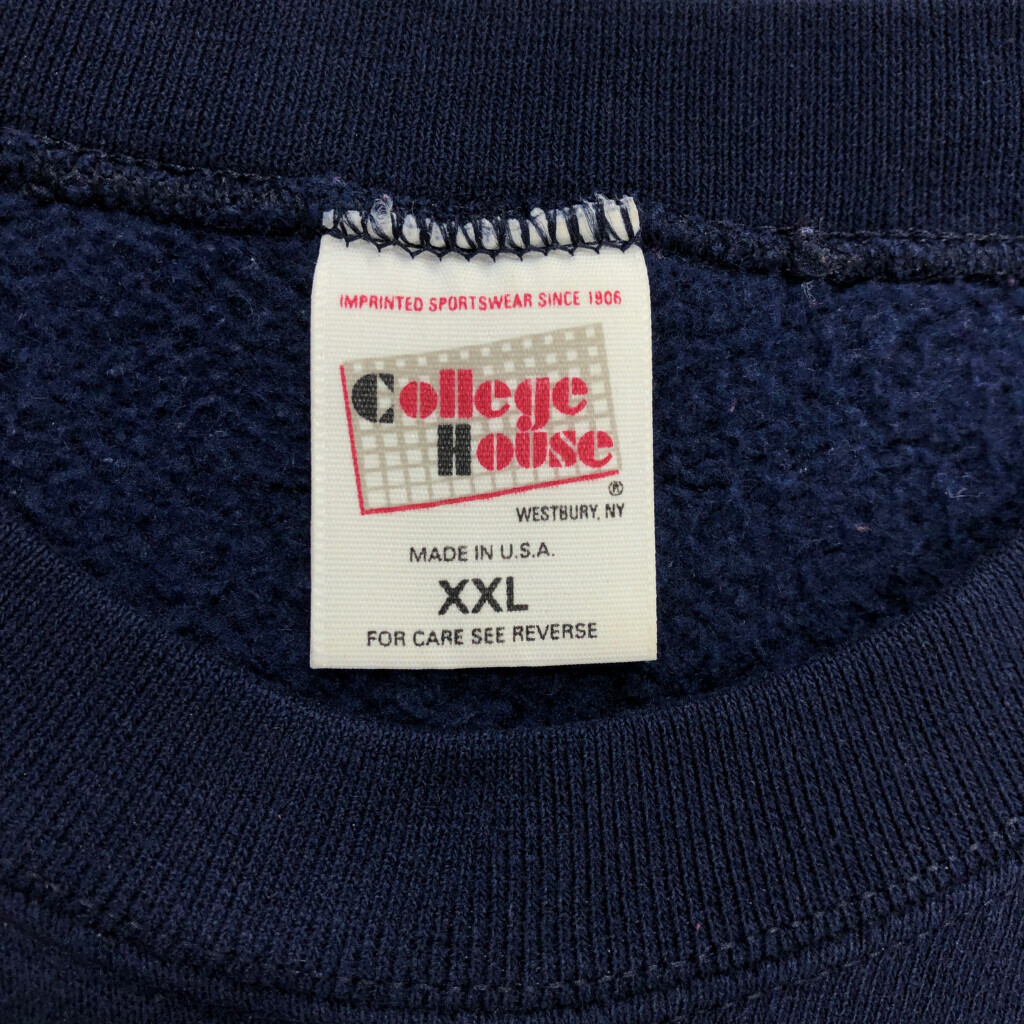 IMPRINTED SPORTSWEAR SINCE 1906
College
House
®
WESTBURY, NY
MADE IN U.S.A.
XXL
FOR CARE SEE REVERSE